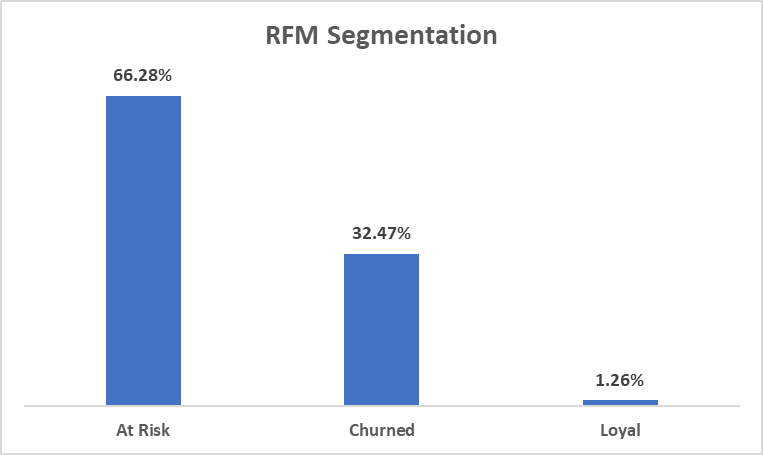 RFM Segmentation
66.28%
32.47%
1.26%
At Risk
Churned
Loyal